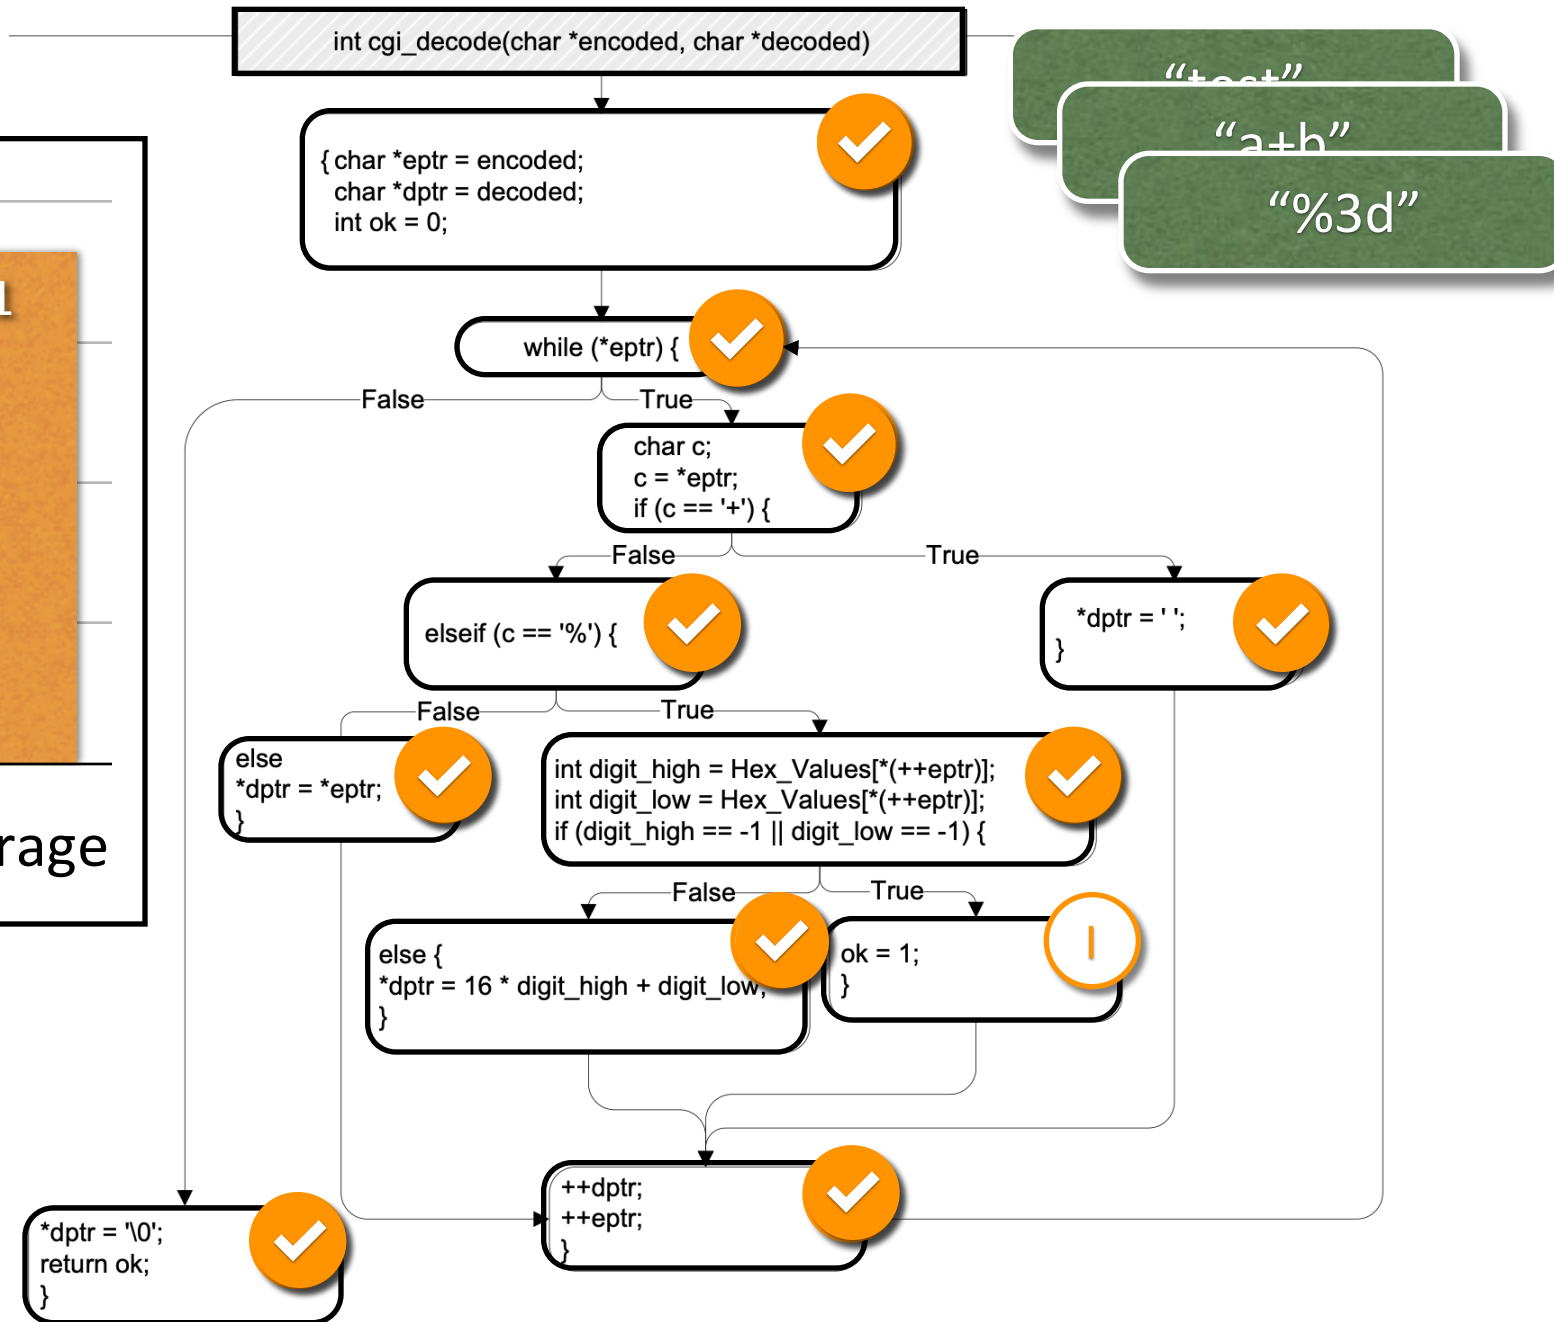 int cgi_decode(char *encoded, char *decoded)
“test”
“a+b”
“%3d”
{ char *eptr = encoded;
char *dptr = decoded;
int ok = 0;
1
while (*eptr) {
False
True
char c;
c = *eptr;
if (c == '+') {
False
True
elseif (c == '%') {
*dptr = ' ';
}
False
True
else
*dptr = *eptr;
}
int digit_high = Hex_Values[*(++eptr)];
int digit_low = Hex_Values[*(++eptr)];
if (digit_high == -1 || digit_low == -1) {
rage
False
True
else {
*dptr = 16 * digit_high + digit_low;
}
ok = 1;
}
++dptr;
++eptr;
}
*dptr = '\0';
return ok;
}